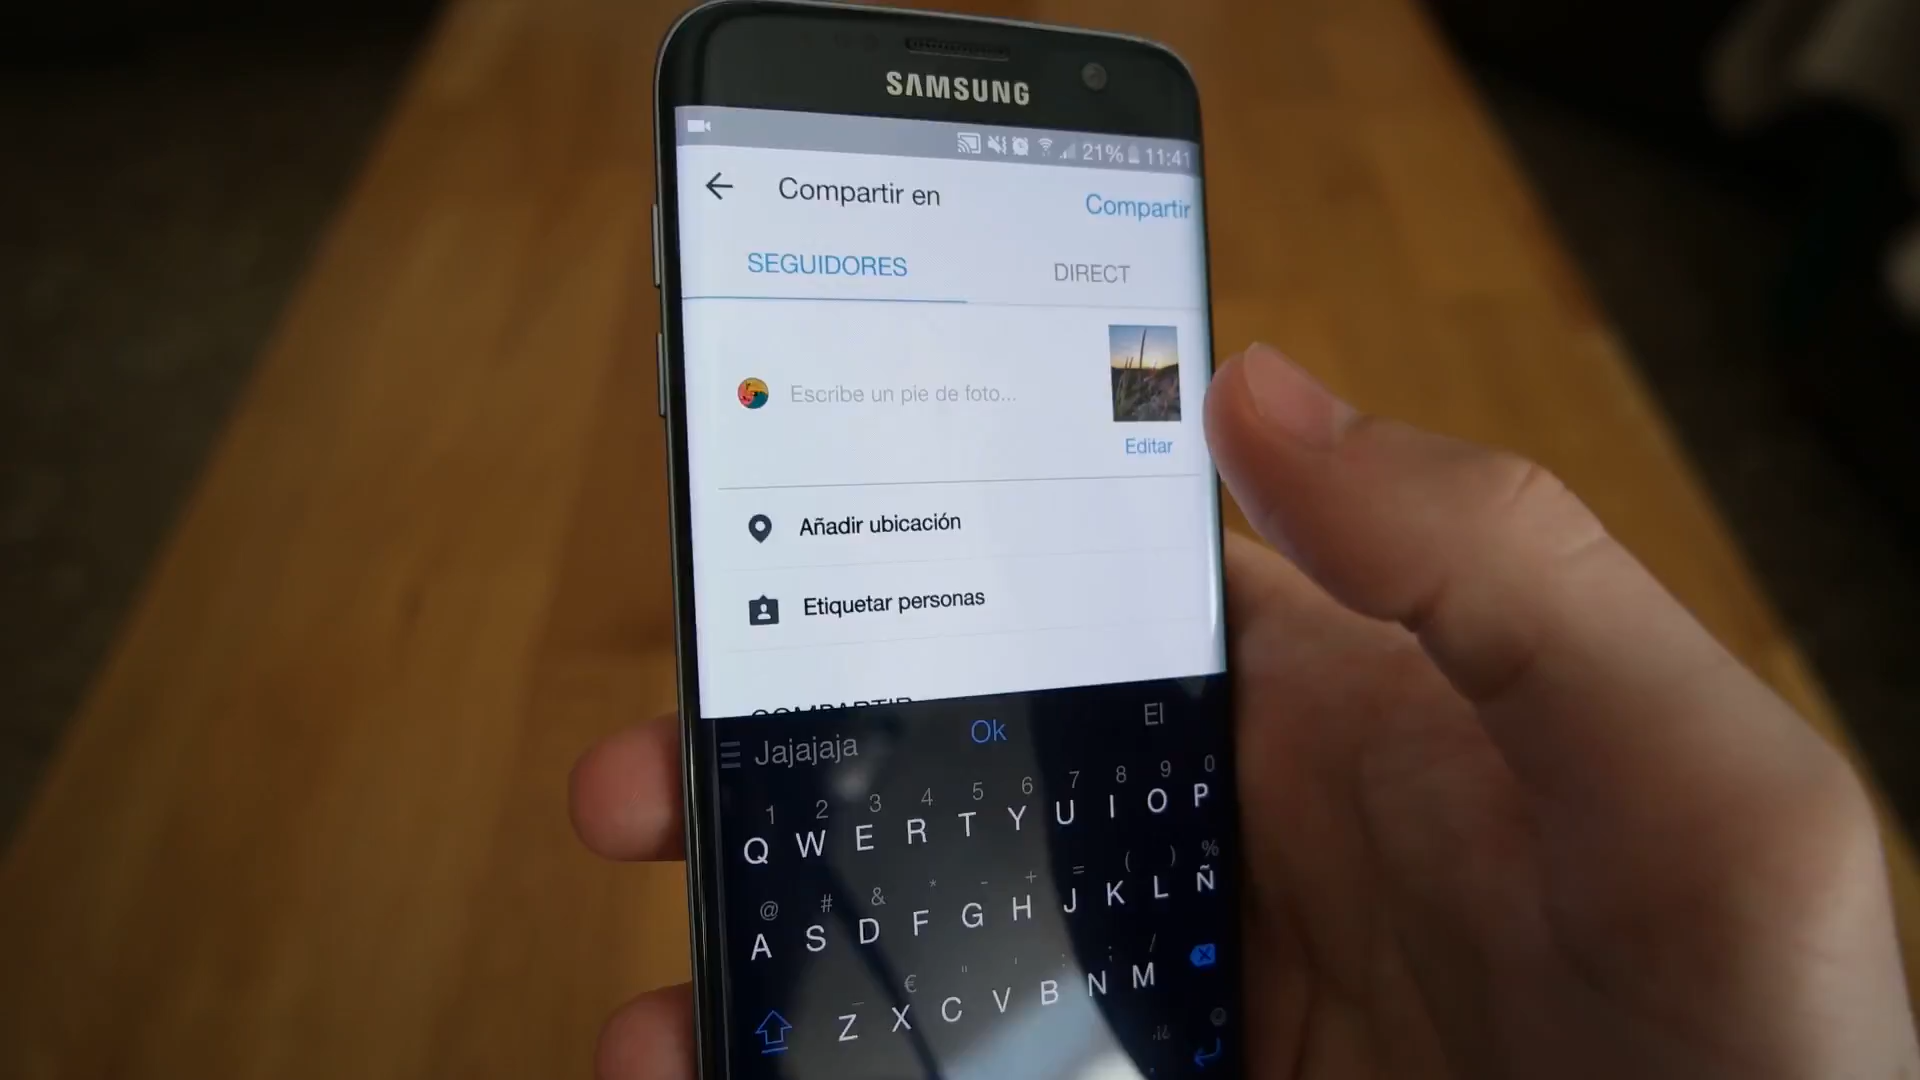 SAMSUNG
21% 11:41
Compartir en
Compartir
SEGUIDORES
DIRECT
Escribe un pie de foto...
Editar
Añadir ubicación
Etiquetar personas
COMPARTIR
Jajajaja Ok El
1 2 3 4 5 6 7 8 9 0
Q W E R T Y U I O P
@ # & * - + = ( ) %
A S D F G H J K L Ñ
_ € " ' : ; /
Z X C V B N M